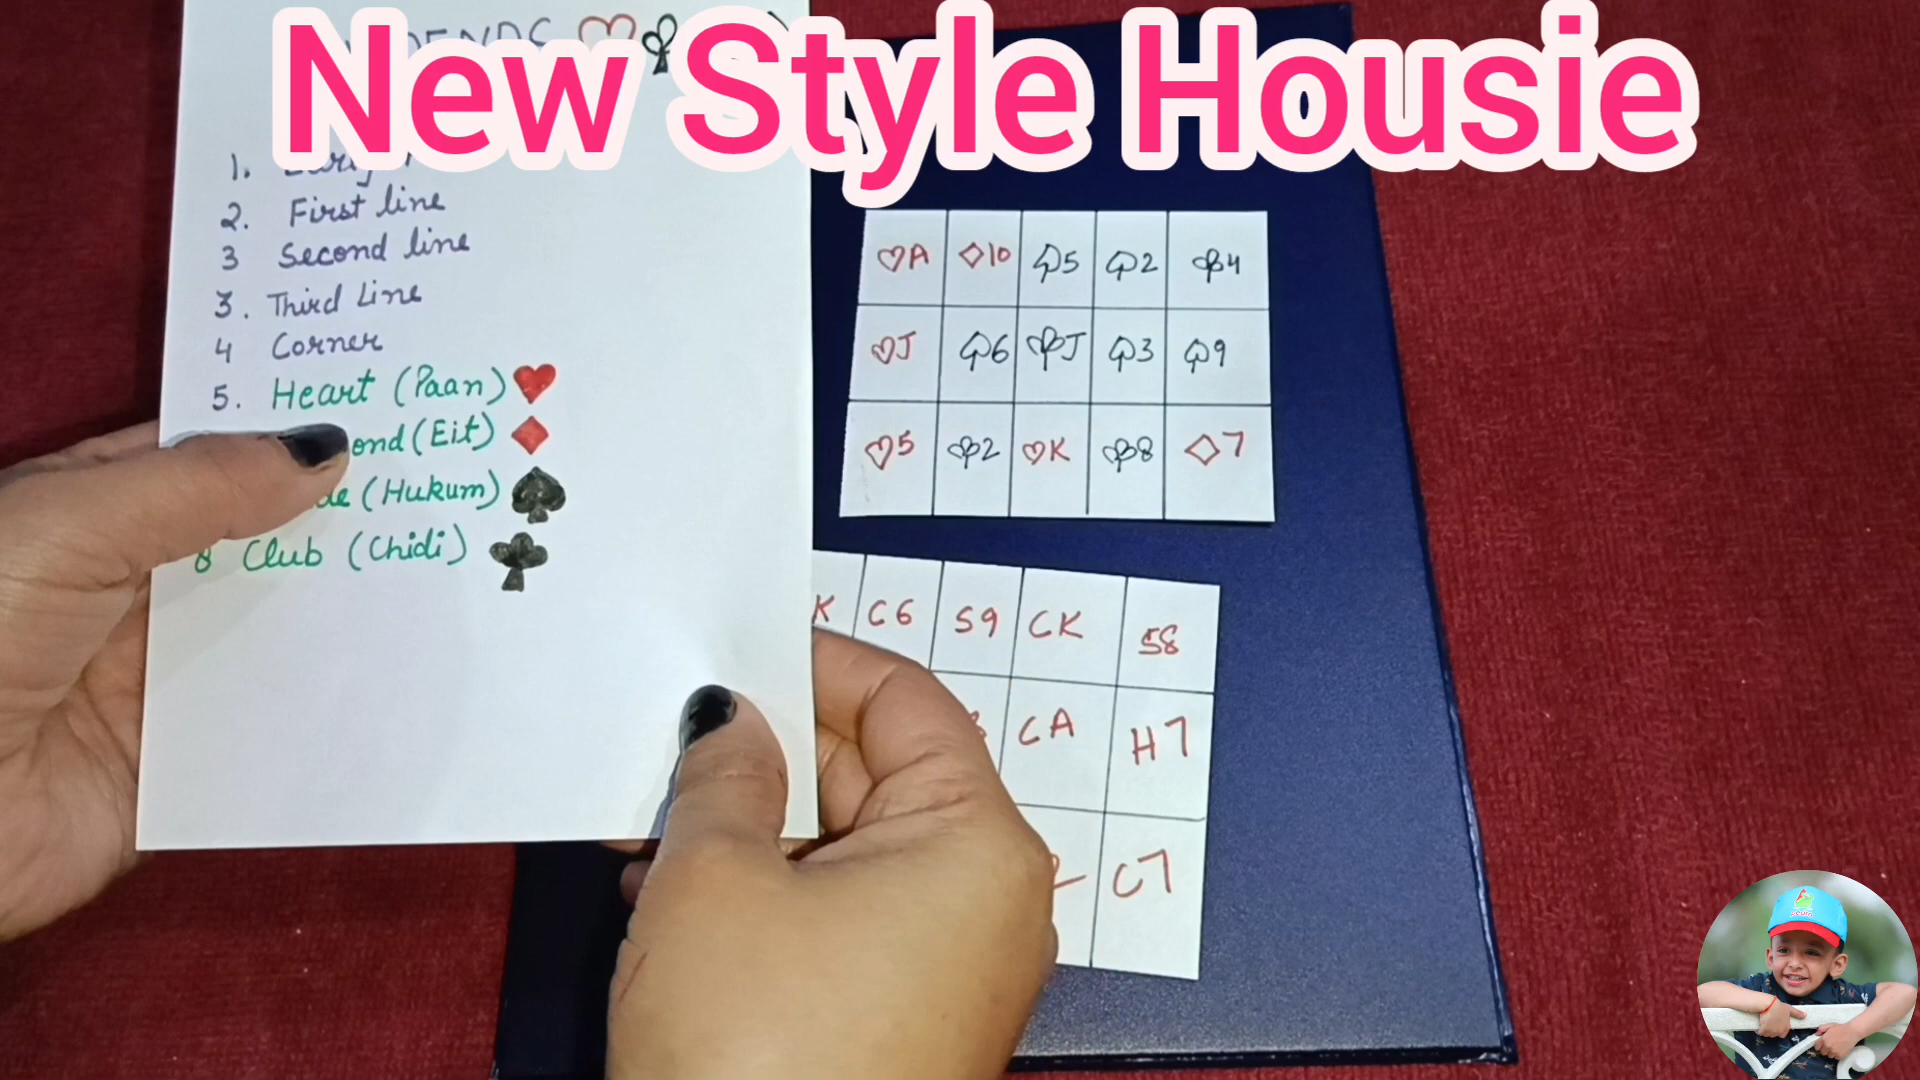 New Style Housie
1.
2. First line
3 Second line
3. Third Line
4 Corner
5. Heart (Paan) ♥
ond (Eit) ♦
de (Hukum) ♠
8 Club (Chidi) ♣
♡A ♢10 ♤5 ♤2 ♧4
♡J ♤6 ♧J ♤3 ♤9
♡5 ♧2 ♡K ♧8 ♢7
K C6 S9 CK S8
CA H7
C7